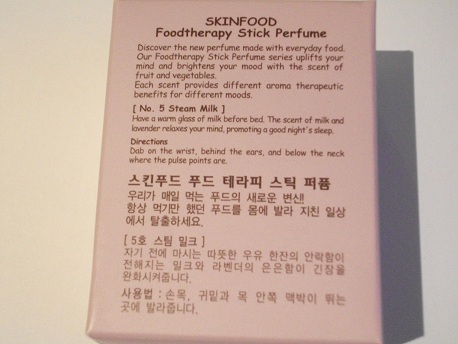 SKINFOOD
Foodtherapy Stick Perfume
Discover the new perfume made with everyday food.
Our Foodtherapy Stick Perfume series uplifts your
mind and brightens your mood with the scent of
fruit and vegetables.
Each scent provides different aroma therapeutic
benefits for different moods.
[ No. 5 Steam Milk ]
Have a warm glass of milk before bed. The scent of milk and
lavender relaxes your mind, promoting a good night's sleep.
Directions
Dab on the wrist, behind the ears, and below the neck
where the pulse points are.
스킨푸드 푸드 테라피 스틱 퍼퓸
우리가 매일 먹는 푸드의 새로운 변신!
항상 먹기만 했던 푸드를 몸에 발라 지친 일상
에서 탈출하세요.
[ 5호 스팀 밀크 ]
자기 전에 마시는 따뜻한 우유 한잔의 안락함이
전해지는 밀크와 라벤더의 은은함이 긴장을
완화시켜줍니다.
사용법 : 손목, 귀밑과 목 안쪽 맥박이 뛰는
곳에 발라줍니다.